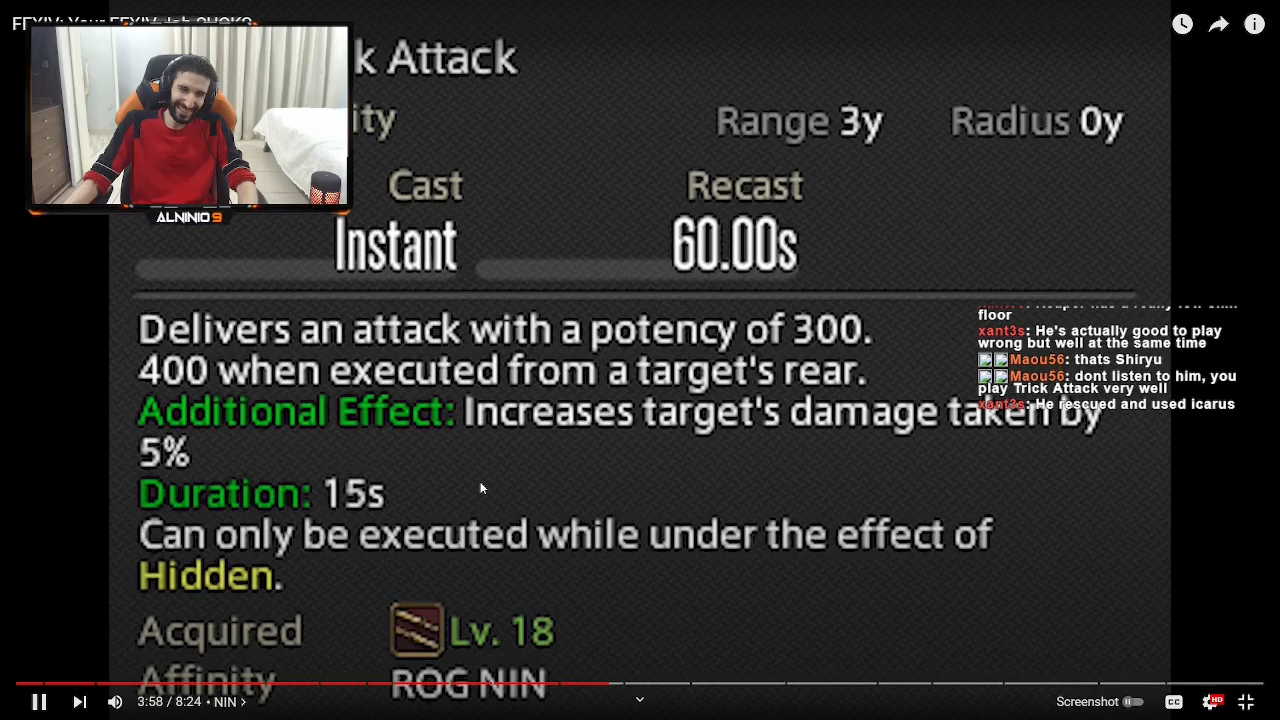 k Attack
ity
Range 3y
Radius 0y
Cast
Recast
ALNINIO 9
Instant
60.00s
Delivers an attack with a potency of 300.
400 when executed from a target's rear.
Additional Effect: Increases target's damage taken by
5%
Duration: 15s
Can only be executed while under the effect of
Hidden.
floor
xant3s: He's actually good to play
wrong but well at the same time
Maou56: thats Shiryu
Maou56: dont listen to him, you
play Trick Attack very well
xant3s: He rescued and used icarus
Acquired
Lv. 18
Affinity
ROG NIN
3:58 / 8:24 • NIN >
Screenshot
CC
HD